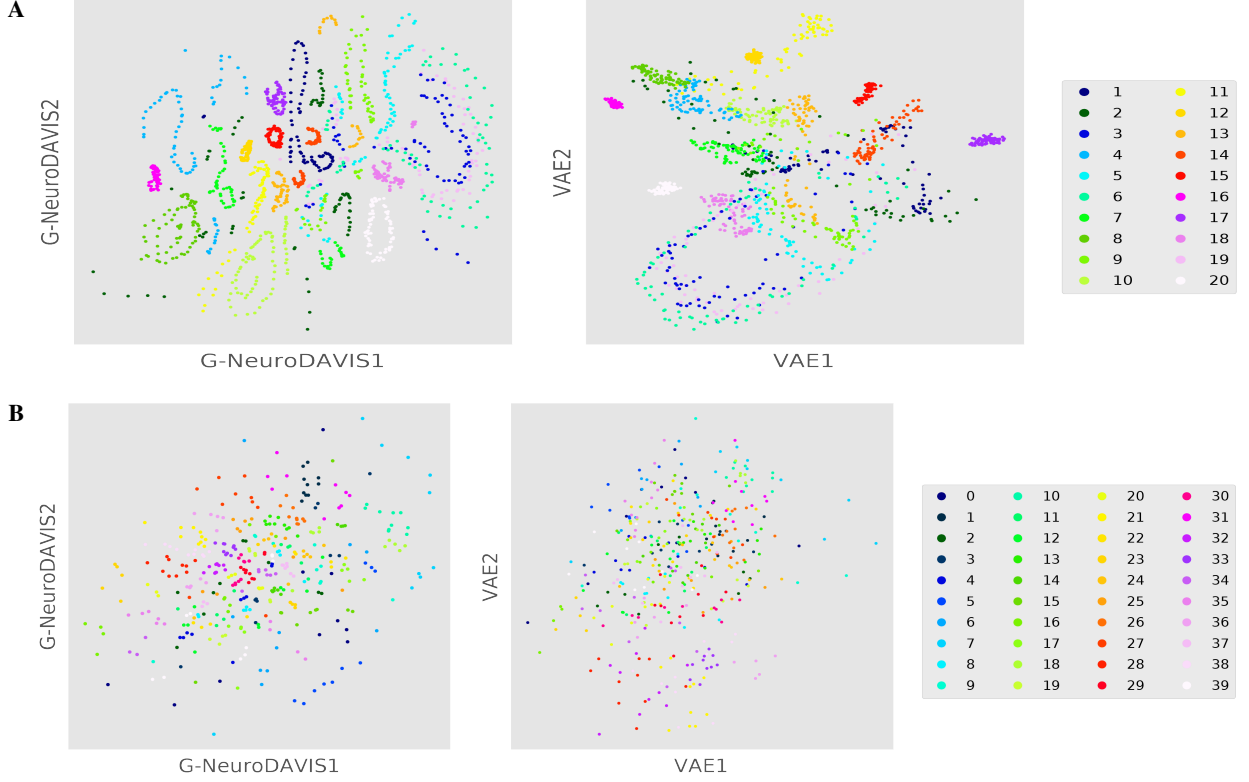 A
G-NeuroDAVIS2
G-NeuroDAVIS1
VAE2
VAE1
1 11
2 12
3 13
4 14
5 15
6 16
7 17
8 18
9 19
10 20
B
G-NeuroDAVIS2
G-NeuroDAVIS1
VAE2
VAE1
0 10 20 30
1 11 21 31
2 12 22 32
3 13 23 33
4 14 24 34
5 15 25 35
6 16 26 36
7 17 27 37
8 18 28 38
9 19 29 39